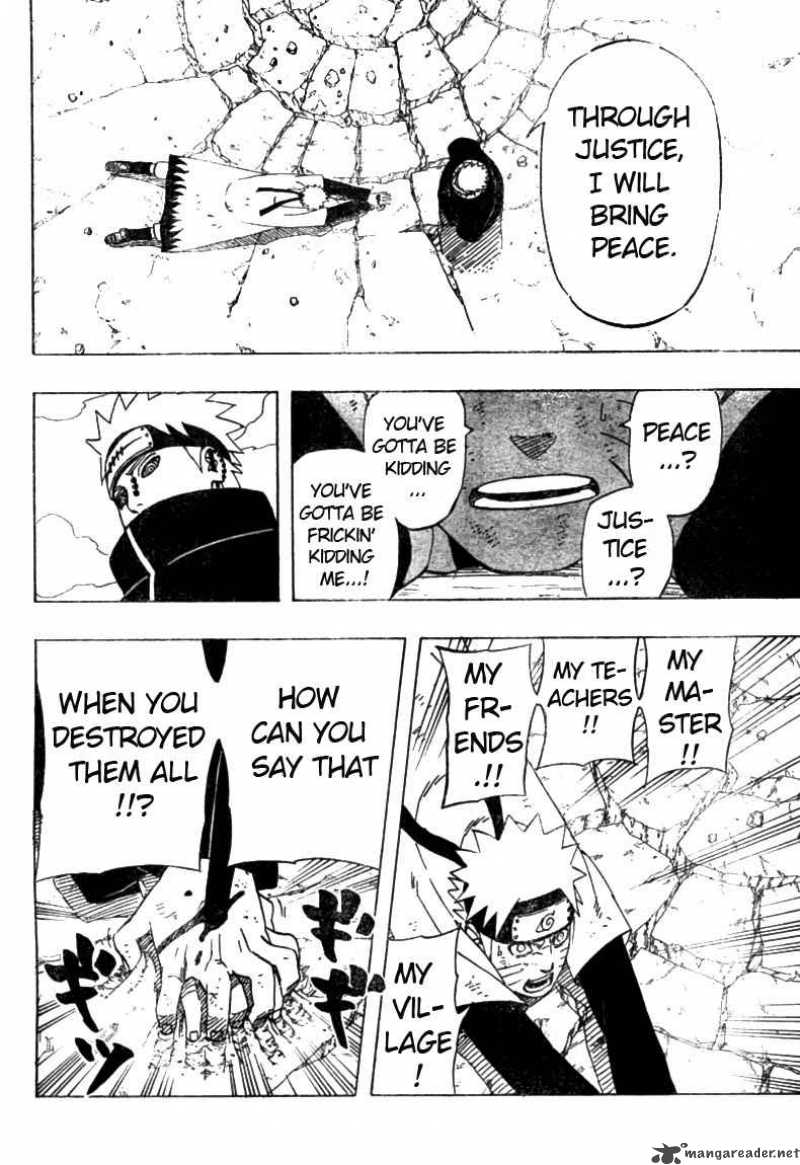 THROUGH
JUSTICE,
I WILL
BRING
PEACE.
PEACE
...?
JUS-
TICE
...?
YOU'VE
GOTTA BE
KIDDING
...
YOU'VE
GOTTA BE
FRICKIN'
KIDDING
ME...!
MY
MA-
STER
!!
MY TE-
ACHERS
!!
MY
FR-
ENDS
.!!
MY
VIL-
LAGE
!
HOW
CAN YOU
SAY THAT
WHEN YOU
DESTROYED
THEM ALL
!!?
ギギ
ギギッ
mangareader.net